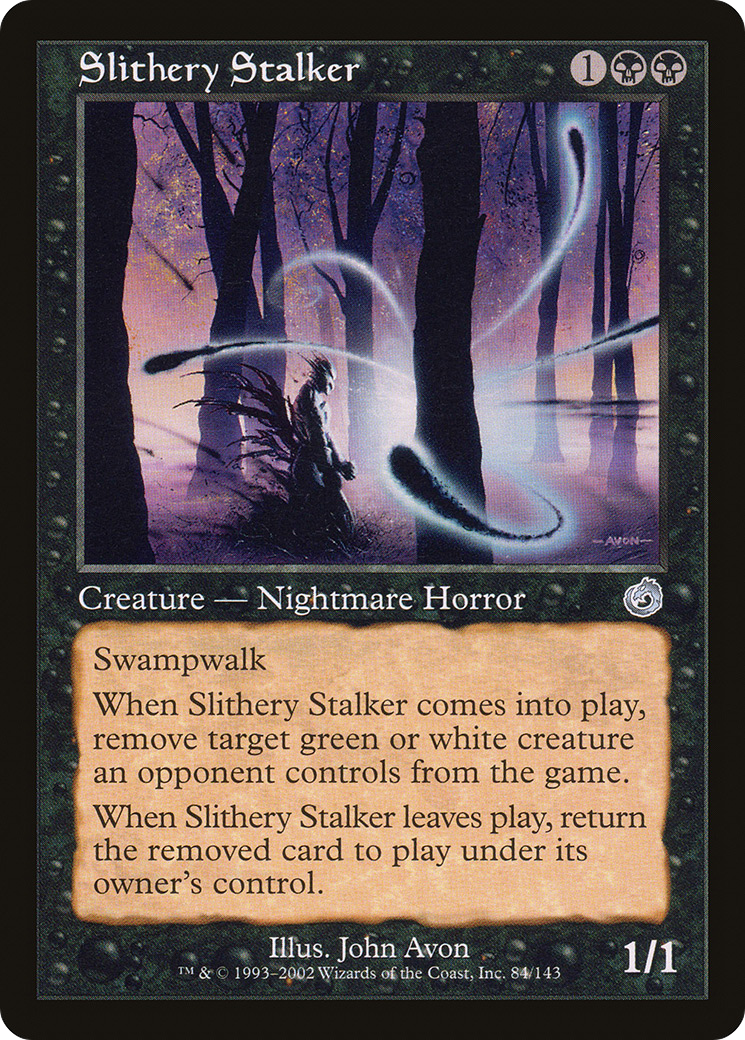 Slithery Stalker 1
-AVON-
Creature — Nightmare Horror
Swampwalk
When Slithery Stalker comes into play,
remove target green or white creature
an opponent controls from the game.
When Slithery Stalker leaves play, return
the removed card to play under its
owner's control.
Illus. John Avon
™ & © 1993–2002 Wizards of the Coast, Inc. 84/143
1/1